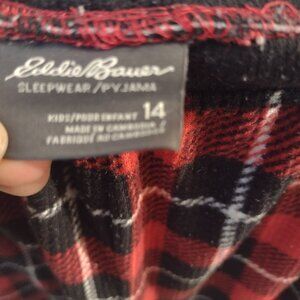 Eddie Bauer
SLEEPWEAR/PYJAMA
KIDS/POUR ENFANT 14
MADE IN CAMBODIA
FABRIQUÉ AU CAMBODGE